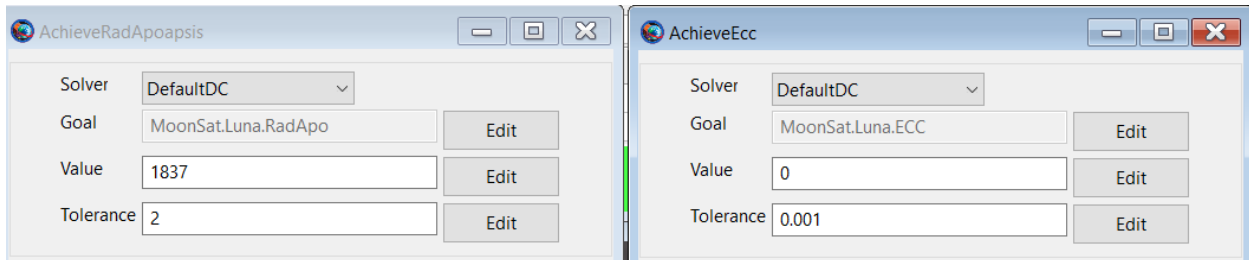 AchieveRadApoapsis
Solver DefaultDC
Goal MoonSat.Luna.RadApo Edit
Value 1837 Edit
Tolerance 2 Edit
AchieveEcc
Solver DefaultDC
Goal MoonSat.Luna.ECC Edit
Value 0 Edit
Tolerance 0.001 Edit